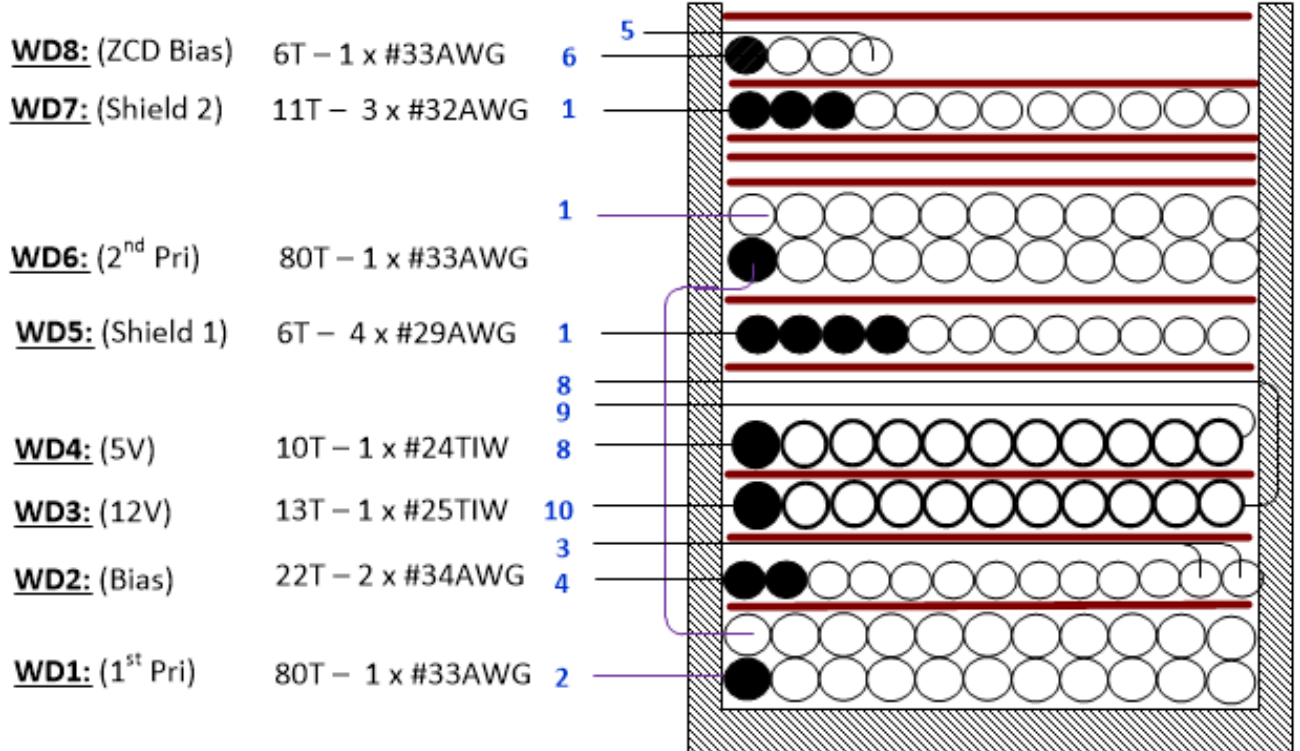 5
WD8: (ZCD Bias) 6T – 1 x #33AWG 6
WD7: (Shield 2) 11T – 3 x #32AWG 1
1
WD6: (2nd Pri) 80T – 1 x #33AWG
WD5: (Shield 1) 6T – 4 x #29AWG 1
8
9
WD4: (5V) 10T – 1 x #24TIW 8
WD3: (12V) 13T – 1 x #25TIW 10
3
WD2: (Bias) 22T – 2 x #34AWG 4
WD1: (1st Pri) 80T – 1 x #33AWG 2